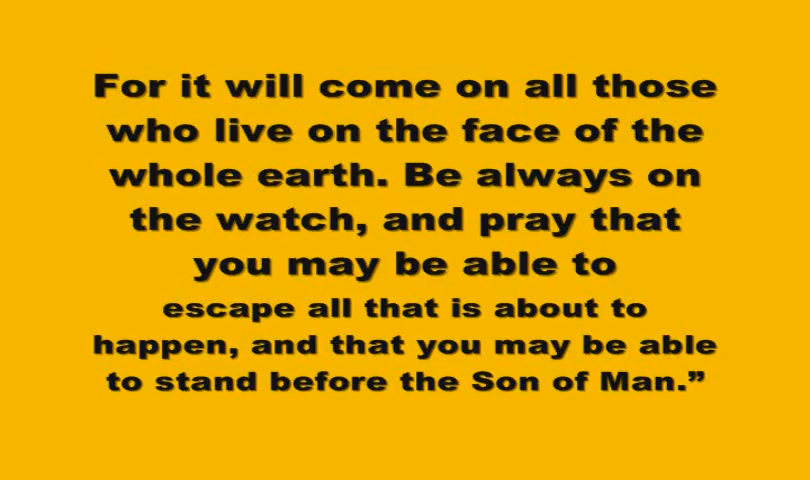 For it will come on all those
who live on the face of the
whole earth. Be always on
the watch, and pray that
you may be able to
escape all that is about to
happen, and that you may be able
to stand before the Son of Man.”